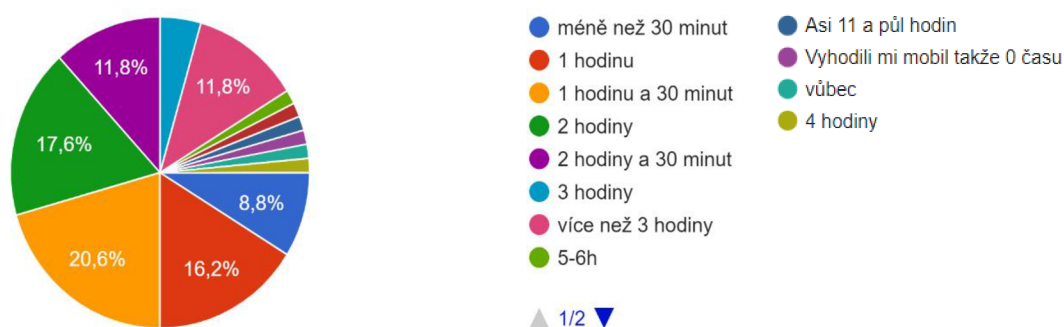 11,8%
11,8%
17,6%
8,8%
20,6%
16,2%
méně než 30 minut
1 hodinu
1 hodinu a 30 minut
2 hodiny
2 hodiny a 30 minut
3 hodiny
více než 3 hodiny
5-6h
1/2
Asi 11 a půl hodin
Vyhodili mi mobil takže 0 času
vůbec
4 hodiny